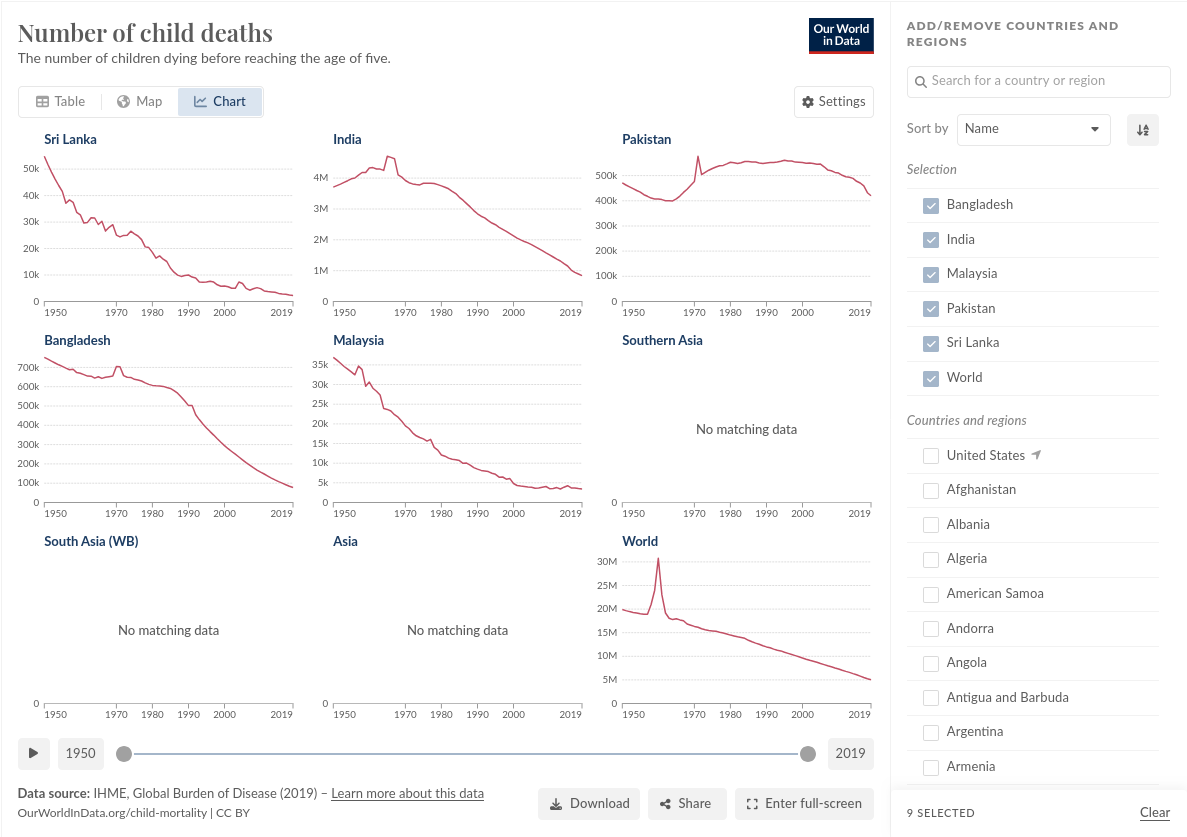 Number of child deaths
The number of children dying before reaching the age of five.
Our World
in Data
Table
Map
Chart
Settings
Sri Lanka
50k
40k
30k
20k
10k
0
1950 1970 1980 1990 2000 2019
India
4M
3M
2M
1M
0
1950 1970 1980 1990 2000 2019
Pakistan
500k
400k
300k
200k
100k
0
1950 1970 1980 1990 2000 2019
Bangladesh
700k
600k
500k
400k
300k
200k
100k
0
1950 1970 1980 1990 2000 2019
Malaysia
35k
30k
25k
20k
15k
10k
5k
0
1950 1970 1980 1990 2000 2019
Southern Asia
No matching data
0
1950 1970 1980 1990 2000 2019
South Asia (WB)
No matching data
0
1950 1970 1980 1990 2000 2019
Asia
No matching data
0
1950 1970 1980 1990 2000 2019
World
30M
25M
20M
15M
10M
5M
0
1950 1970 1980 1990 2000 2019
1950
2019
Data source: IHME, Global Burden of Disease (2019) – Learn more about this data
OurWorldInData.org/child-mortality | CC BY
Download
Share
Enter full-screen
ADD/REMOVE COUNTRIES AND
REGIONS
Search for a country or region
Sort by
Name
Selection
Bangladesh
India
Malaysia
Pakistan
Sri Lanka
World
Countries and regions
United States
Afghanistan
Albania
Algeria
American Samoa
Andorra
Angola
Antigua and Barbuda
Argentina
Armenia
9 SELECTED
Clear